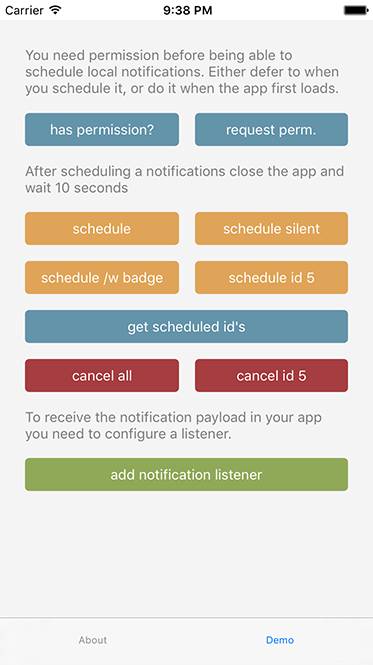 Carrier 9:38 PM
You need permission before being able to
schedule local notifications. Either defer to when
you schedule it, or do it when the app first loads.
has permission? request perm.
After scheduling a notifications close the app and
wait 10 seconds
schedule schedule silent
schedule /w badge schedule id 5
get scheduled id's
cancel all cancel id 5
To receive the notification payload in your app
you need to configure a listener.
add notification listener
About Demo